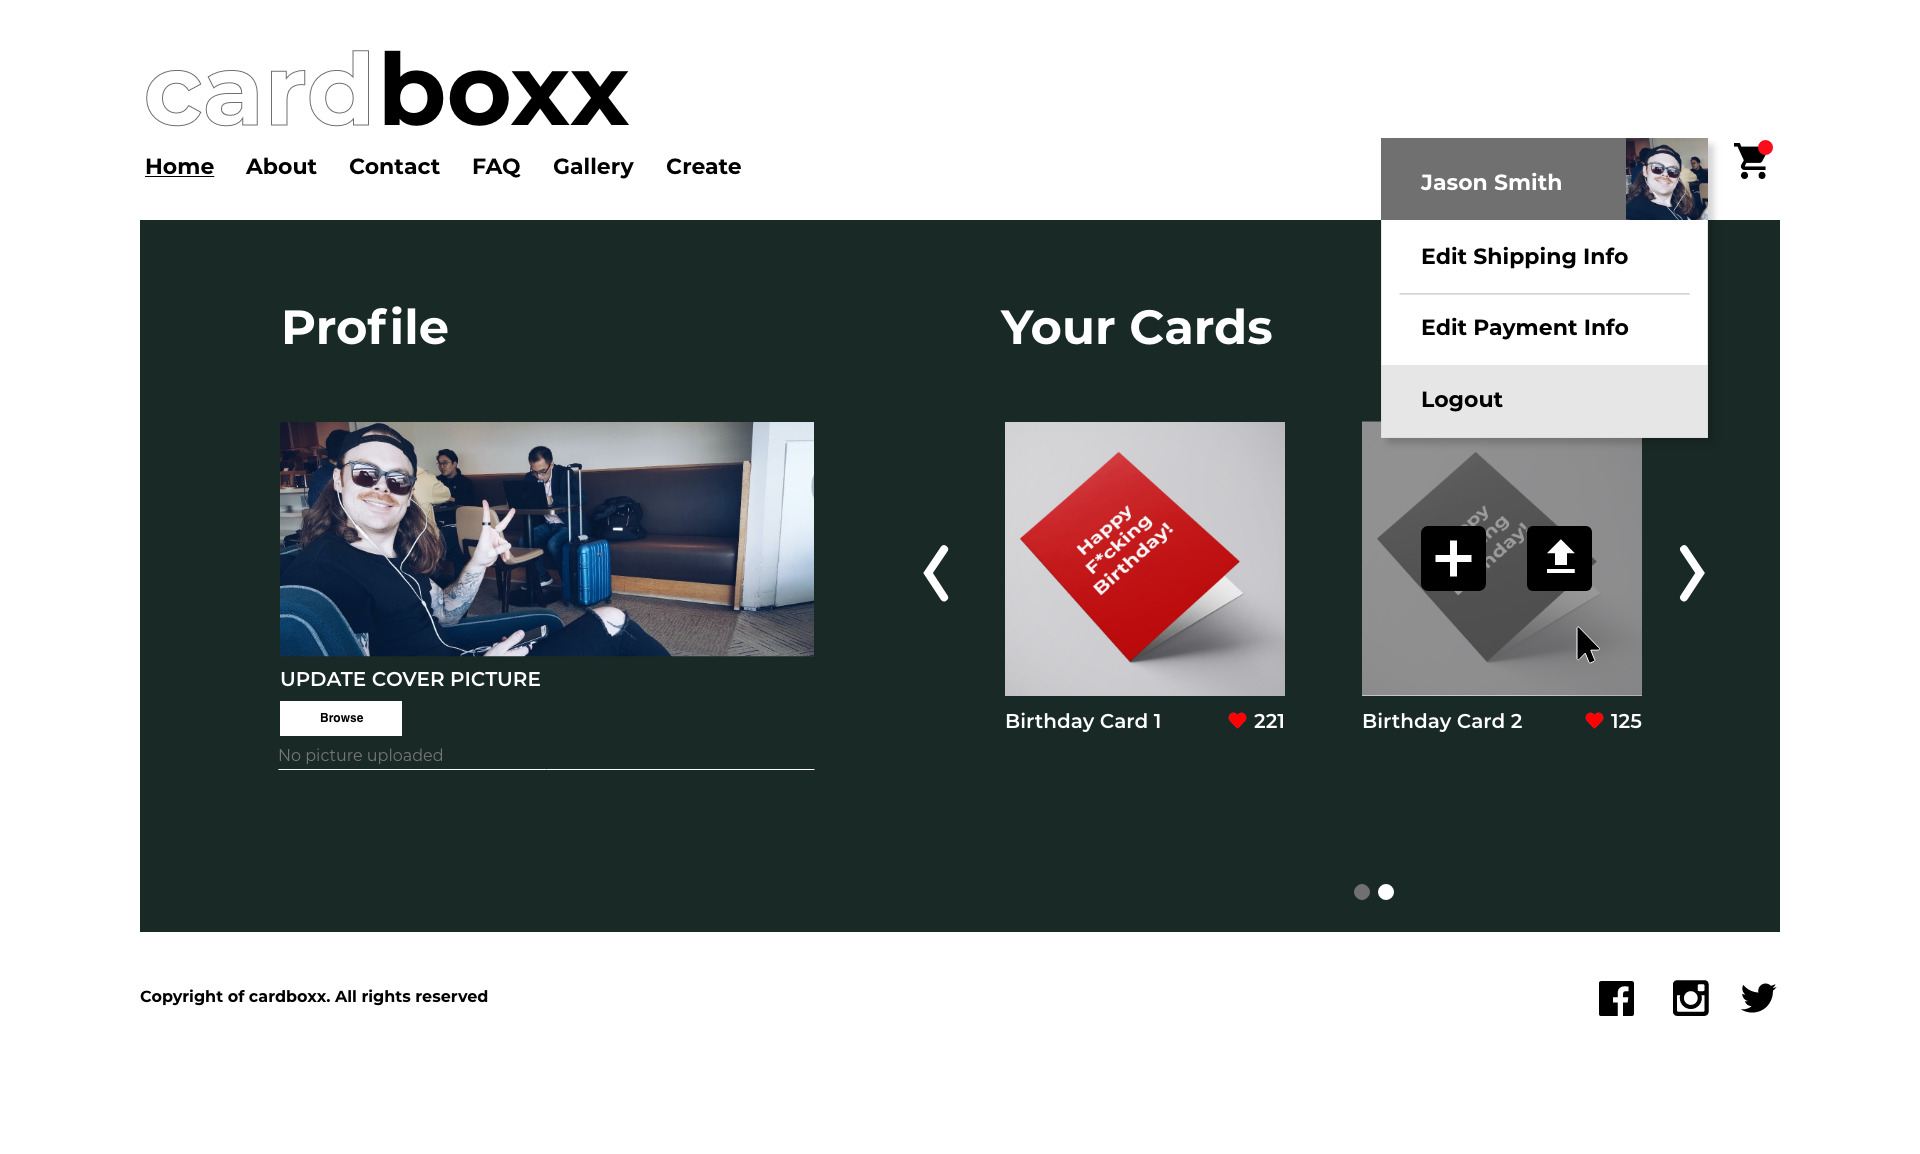 cardboxx
Home About Contact FAQ Gallery Create
Jason Smith
Edit Shipping Info
Edit Payment Info
Logout
Profile
Your Cards
Happy
F*cking
Birthday!
UPDATE COVER PICTURE
Browse
No picture uploaded
Birthday Card 1 221
Birthday Card 2 125
Copyright of cardboxx. All rights reserved